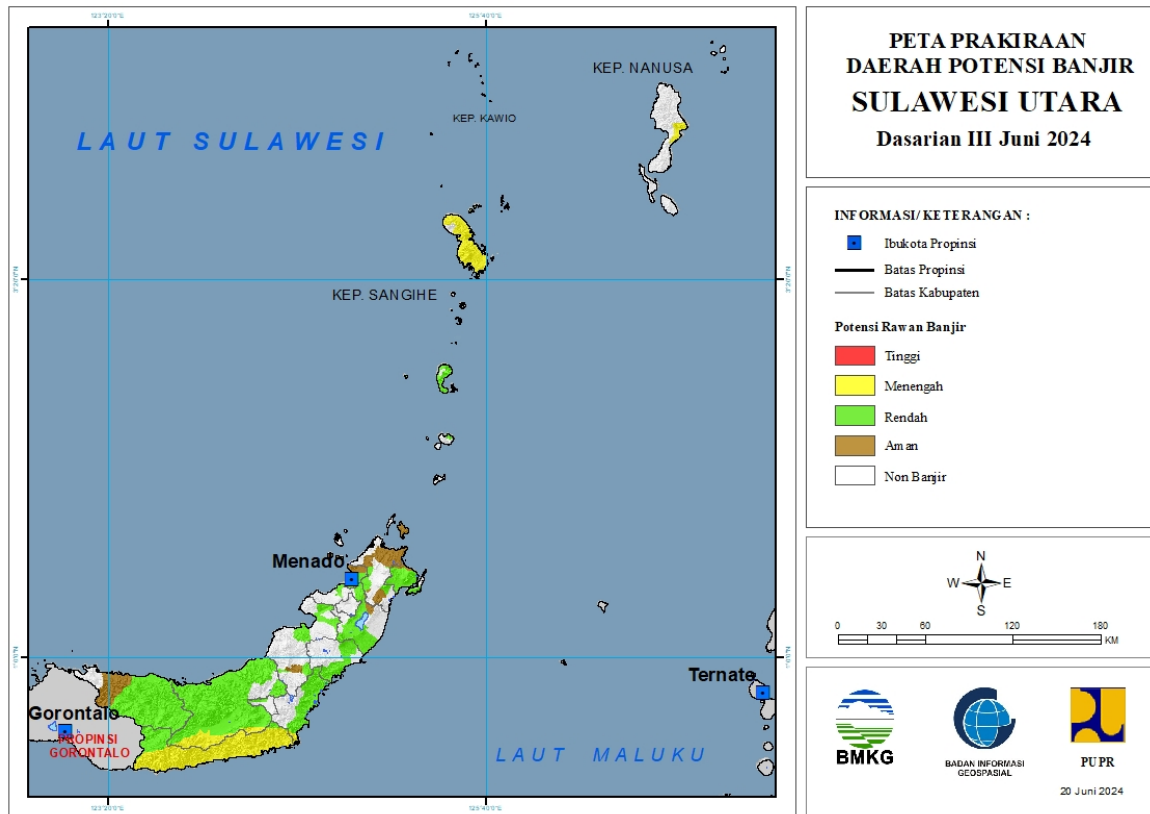 PETA PRAKIRAAN
DAERAH POTENSI BANJIR
SULAWESI UTARA
Dasarian III Juni 2024
KEP. NANUSA
KEP. KAWIO
LAUT SULAWESI
KEP. SANGIHE
Menado
Ternate
Gorontalo
PROPINSI
GORONTALO
LAUT MALUKU
INFORMASI/ KETERANGAN :
Ibukota Propinsi
Batas Propinsi
Batas Kabupaten
Potensi Rawan Banjir
Tinggi
Menengah
Rendah
Aman
Non Banjir
N
W E
S
0 30 60 120 180
KM
BMKG
BADAN INFORMASI
GEOSPASIAL
PUPR
20 Juni 2024